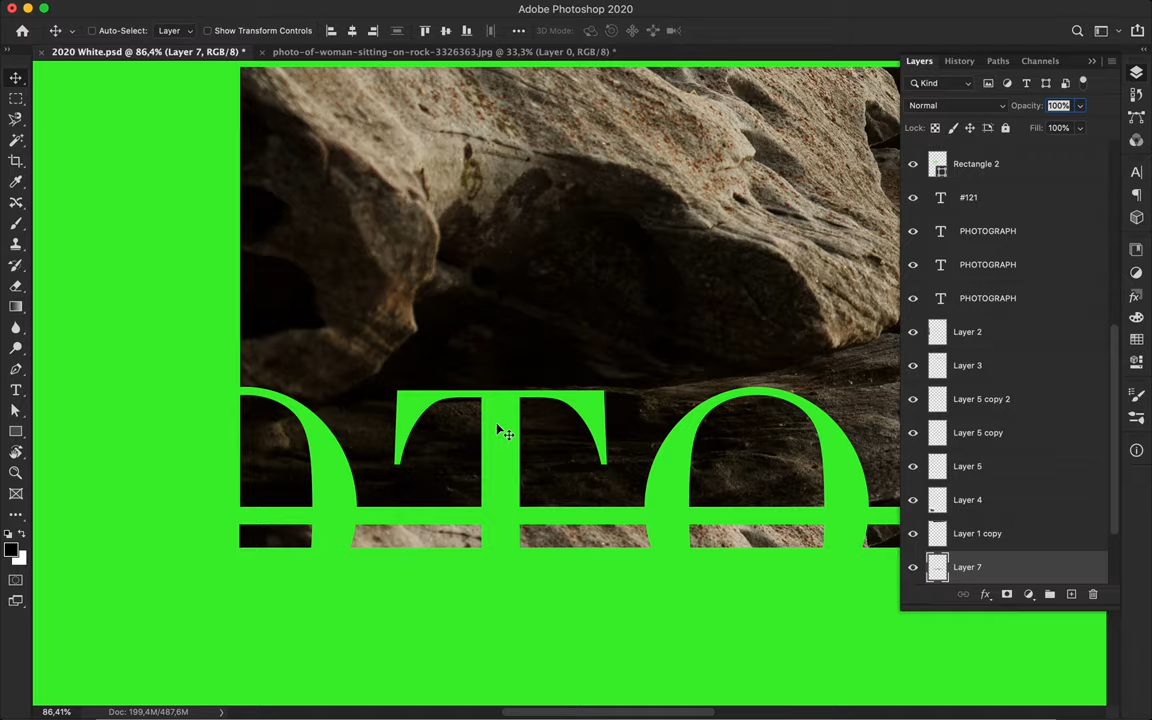 Adobe Photoshop 2020
Auto-Select: Layer Show Transform Controls 3D Mode:
2020 White.psd @ 86,4% (Layer 7, RGB/8) * photo-of-woman-sitting-on-rock-3326363.jpg @ 33,3% (Layer 0, RGB/8) *
Layers History Paths Channels
Kind
Normal Opacity: 100%
Lock: Fill: 100%
Rectangle 2
#121
PHOTOGRAPH
PHOTOGRAPH
PHOTOGRAPH
Layer 2
Layer 3
Layer 5 copy 2
Layer 5 copy
Layer 5
Layer 4
Layer 1 copy
Layer 7
OTO
86,41% Doc: 199,4M/487,6M